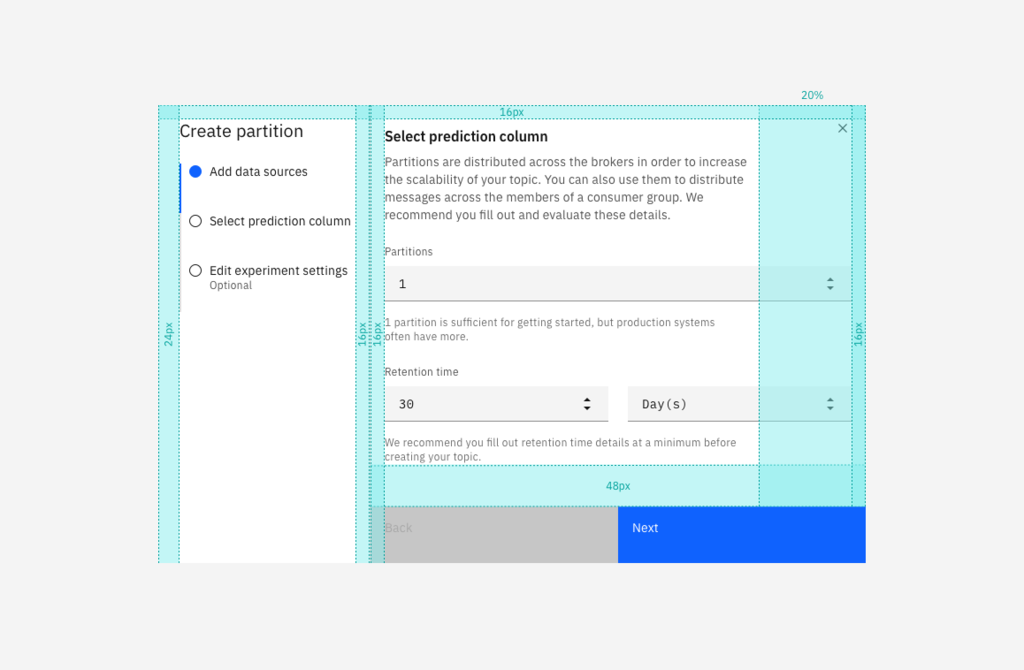 20%
16px
Create partition
Add data sources
Select prediction column
Edit experiment settings
Optional
24px
16px
16px
Select prediction column
Partitions are distributed across the brokers in order to increase
the scalability of your topic. You can also use them to distribute
messages across the members of a consumer group. We
recommend you fill out and evaluate these details.
Partitions
1
1 partition is sufficient for getting started, but production systems
often have more.
16px
Retention time
30
Day(s)
We recommend you fill out retention time details at a minimum before
creating your topic.
48px
Back
Next